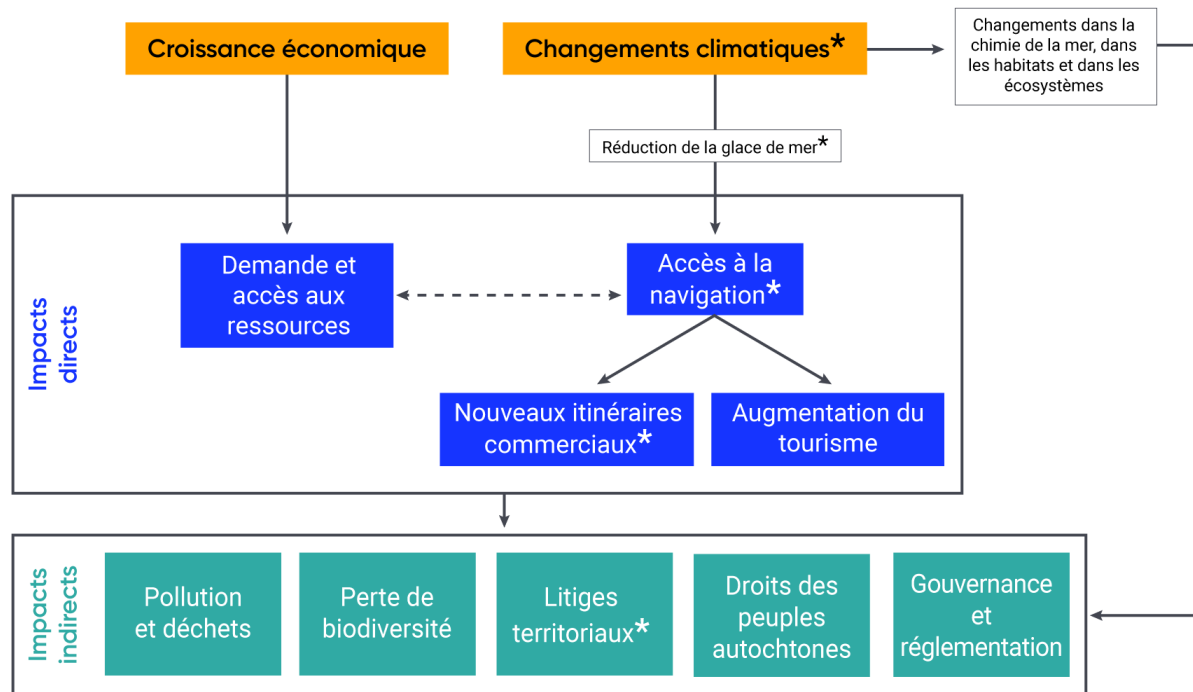 Croissance économique
Changements climatiques*
Changements dans la
chimie de la mer, dans
les habitats et dans les
écosystèmes
Réduction de la glace de mer*
Impacts
directs
Demande et
accès aux
ressources
Accès à la
navigation*
Nouveaux itinéraires
commerciaux*
Augmentation du
tourisme
Impacts
indirects
Pollution
et déchets
Perte de
biodiversité
Litiges
territoriaux*
Droits des
peuples
autochtones
Gouvernance
et
réglementation